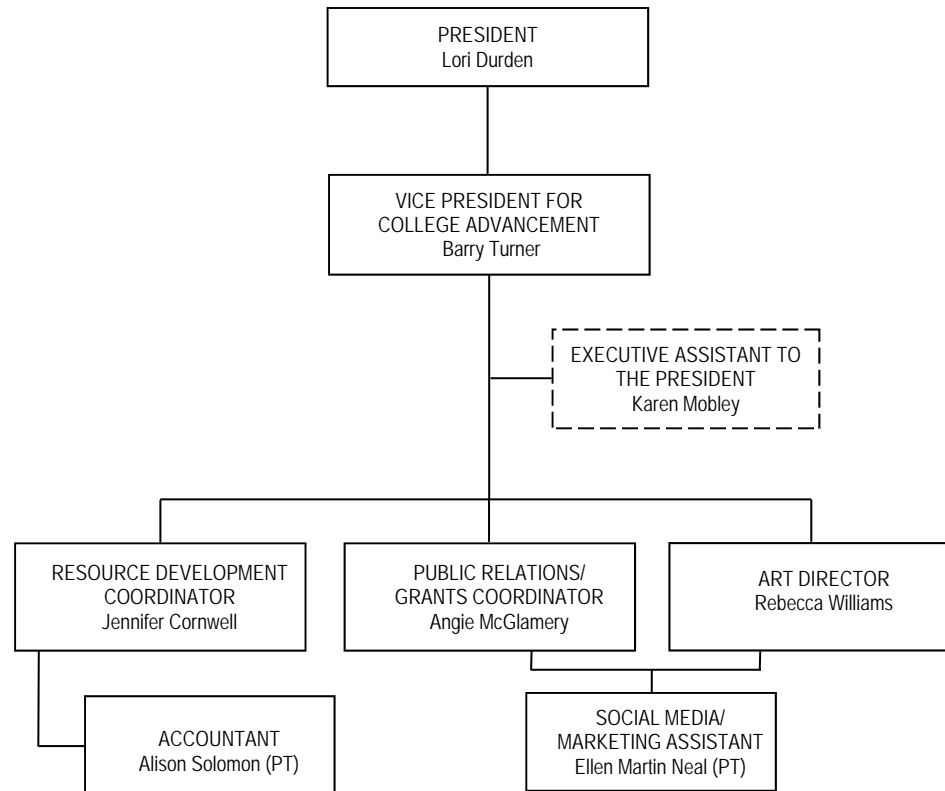 PRESIDENT
Lori Durden
VICE PRESIDENT FOR
COLLEGE ADVANCEMENT
Barry Turner
EXECUTIVE ASSISTANT TO
THE PRESIDENT
Karen Mobley
RESOURCE DEVELOPMENT
COORDINATOR
Jennifer Cornwell
PUBLIC RELATIONS/
GRANTS COORDINATOR
Angie McGlamery
ART DIRECTOR
Rebecca Williams
ACCOUNTANT
Alison Solomon (PT)
SOCIAL MEDIA/
MARKETING ASSISTANT
Ellen Martin Neal (PT)